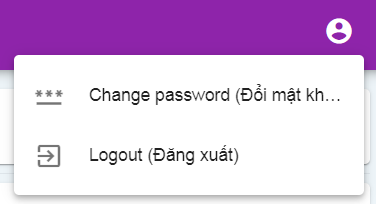 Change password (Đổi mật kh...
Logout (Đăng xuất)